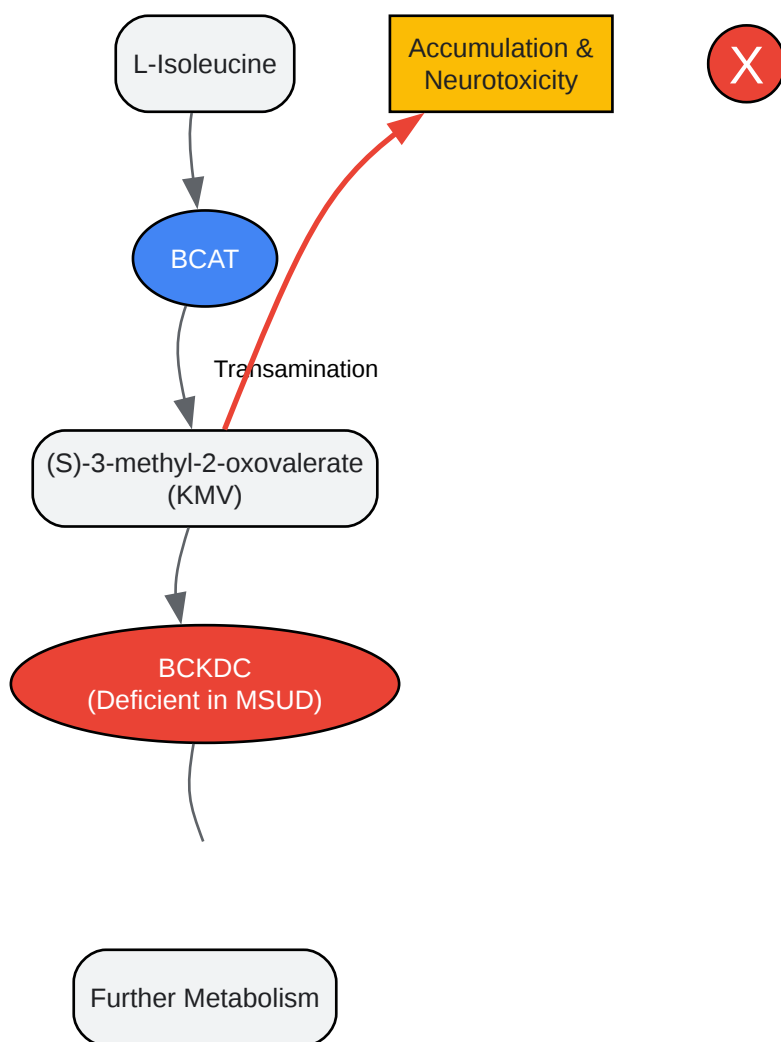 L-Isoleucine
Accumulation &
Neurotoxicity
X
BCAT
Transamination
(S)-3-methyl-2-oxovalerate
(KMV)
BCKDC
(Deficient in MSUD)
Further Metabolism